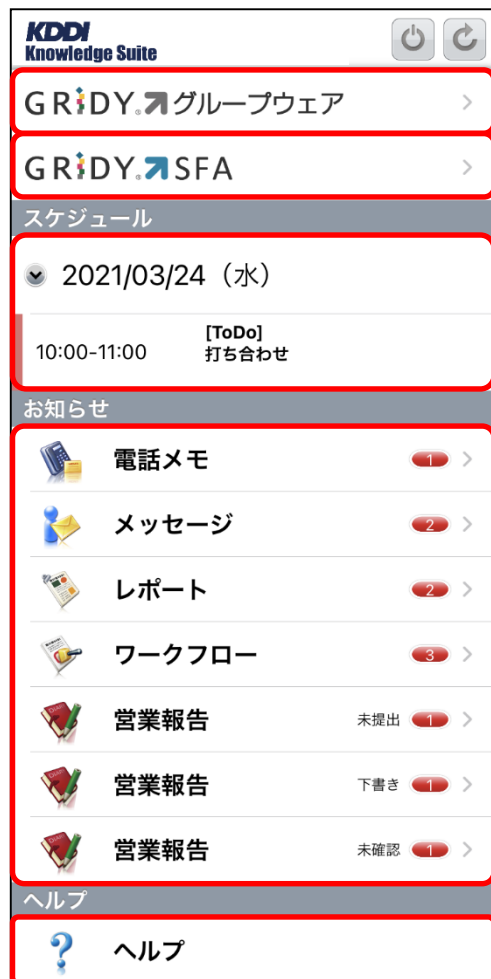 KDDI
Knowledge Suite
GRiDY.グループウェア
GRiDY.SFA
スケジュール
2021/03/24（水）
10:00-11:00
[ToDo]
打ち合わせ
お知らせ
電話メモ 1
メッセージ 2
レポート 2
ワークフロー 3
営業報告 未提出 1
営業報告 下書き 1
営業報告 未確認 1
ヘルプ
ヘルプ